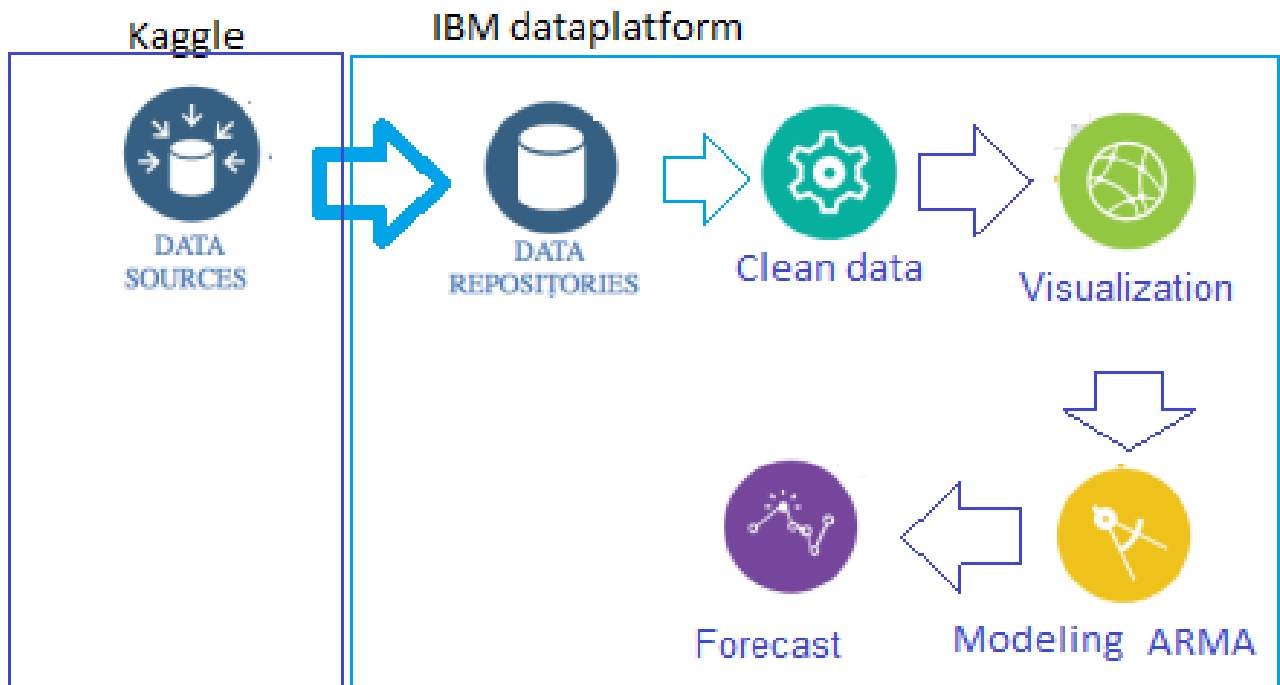 Kaggle
IBM dataplatform
DATA
SOURCES
DATA
REPOSITORIES
Clean data
Visualization
Forecast
Modeling ARMA